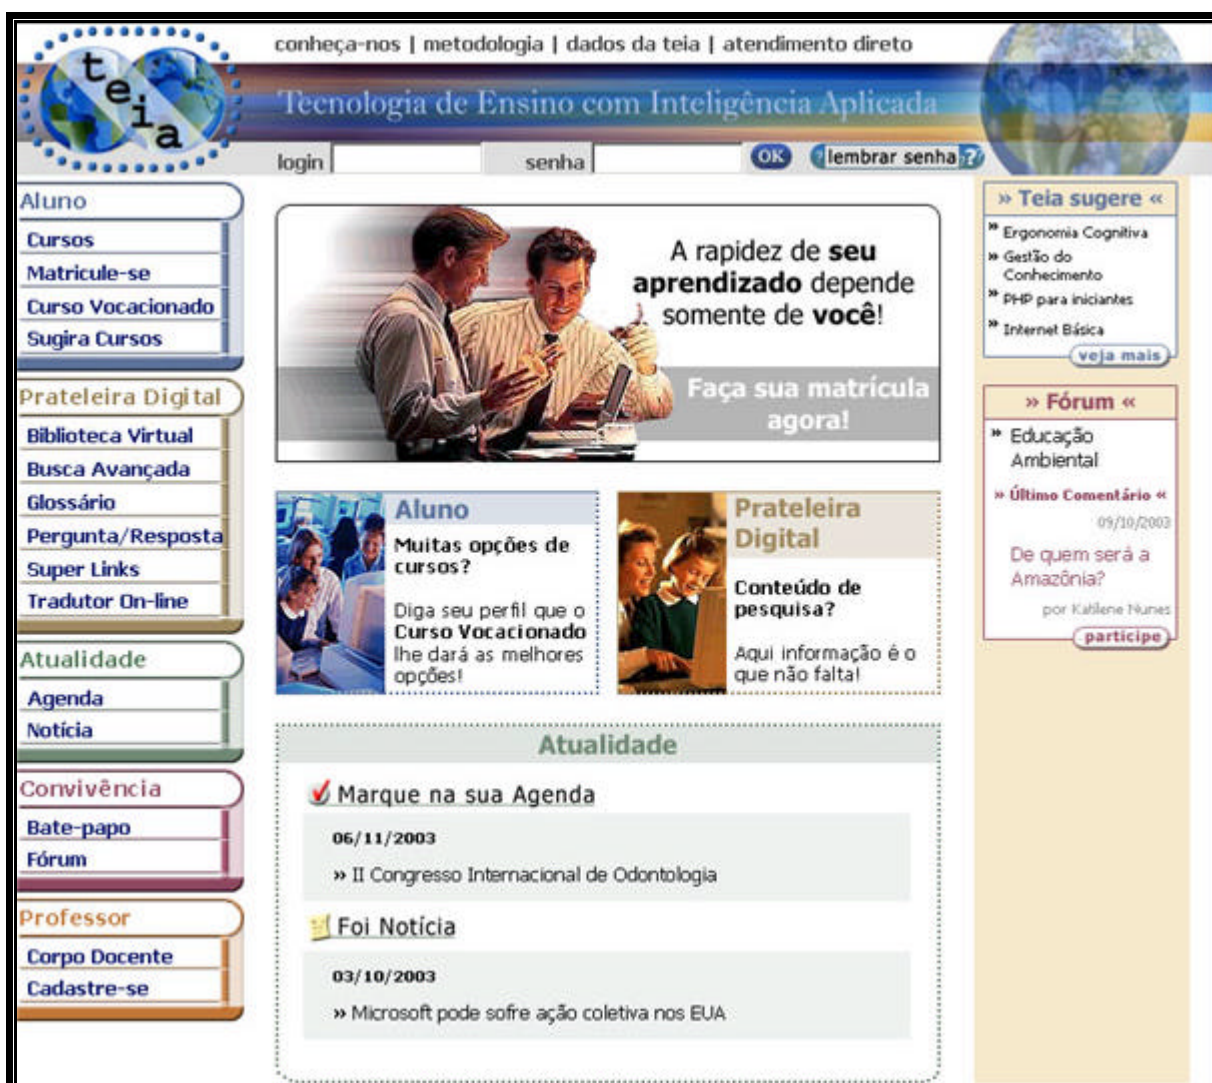 teia
conheça-nos | metodologia | dados da teia | atendimento direto
Tecnologia de Ensino com Inteligência Aplicada
login
senha
OK
? lembrar senha ?
Aluno
Cursos
Matricule-se
Curso Vocacionado
Sugira Cursos
Prateleira Digital
Biblioteca Virtual
Busca Avançada
Glossário
Pergunta/Resposta
Super Links
Tradutor On-line
Atualidade
Agenda
Notícia
Convivência
Bate-papo
Fórum
Professor
Corpo Docente
Cadastre-se
A rapidez de seu
aprendizado depende
somente de você!
Faça sua matrícula
agora!
Aluno
Muitas opções de
cursos?
Diga seu perfil que o
Curso Vocacionado
lhe dará as melhores
opções!
Prateleira
Digital
Conteúdo de
pesquisa?
Aqui informação é o
que não falta!
Atualidade
Marque na sua Agenda
06/11/2003
» II Congresso Internacional de Odontologia
Foi Notícia
03/10/2003
» Microsoft pode sofre ação coletiva nos EUA
» Teia sugere «
» Ergonomia Cognitiva
» Gestão do
Conhecimento
» PHP para iniciantes
» Internet Básica
veja mais
» Fórum «
» Educação
Ambiental
» Último Comentário «
09/10/2003
De quem será a
Amazônia?
por Katilene Nunes
participe